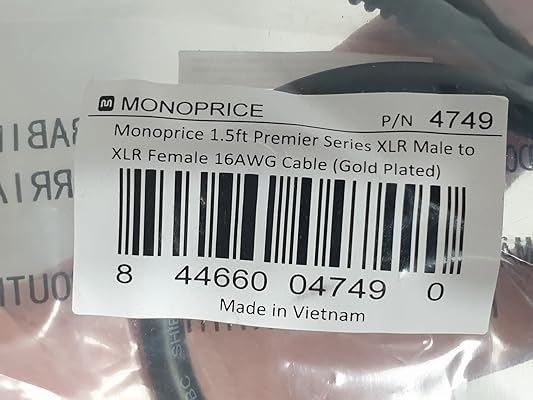 MONOPRICE P/N 4749
Monoprice 1.5ft Premier Series XLR Male to
XLR Female 16AWG Cable (Gold Plated)
8 44660 04749 0
Made in Vietnam